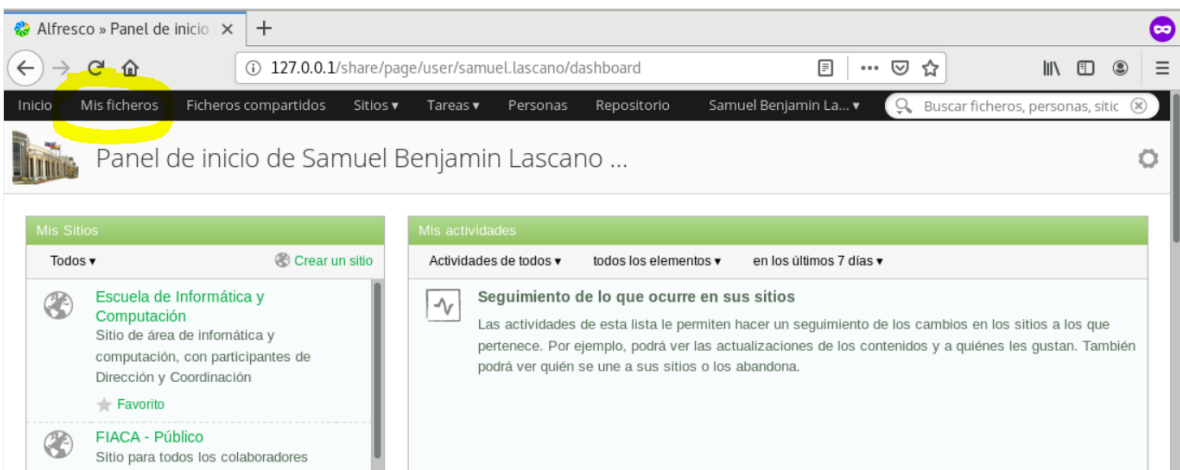 Alfresco » Panel de inicio
127.0.0.1/share/page/user/samuel.lascano/dashboard
Inicio Mis ficheros Ficheros compartidos Sitios ▾ Tareas ▾ Personas Repositorio Samuel Benjamin La... ▾ Buscar ficheros, personas, sitic
Panel de inicio de Samuel Benjamin Lascano ...
Mis Sitios
Todos ▾ Crear un sitio
Escuela de Informática y
Computación
Sitio de área de infomática y
computación, con participantes de
Dirección y Coordinación
Favorito
FIACA - Público
Sitio para todos los colaboradores
Mis actividades
Actividades de todos ▾ todos los elementos ▾ en los últimos 7 días ▾
Seguimiento de lo que ocurre en sus sitios
Las actividades de esta lista le permiten hacer un seguimiento de los cambios en los sitios a los que
pertenece. Por ejemplo, podrá ver las actualizaciones de los contenidos y a quiénes les gustan. También
podrá ver quién se une a sus sitios o los abandona.